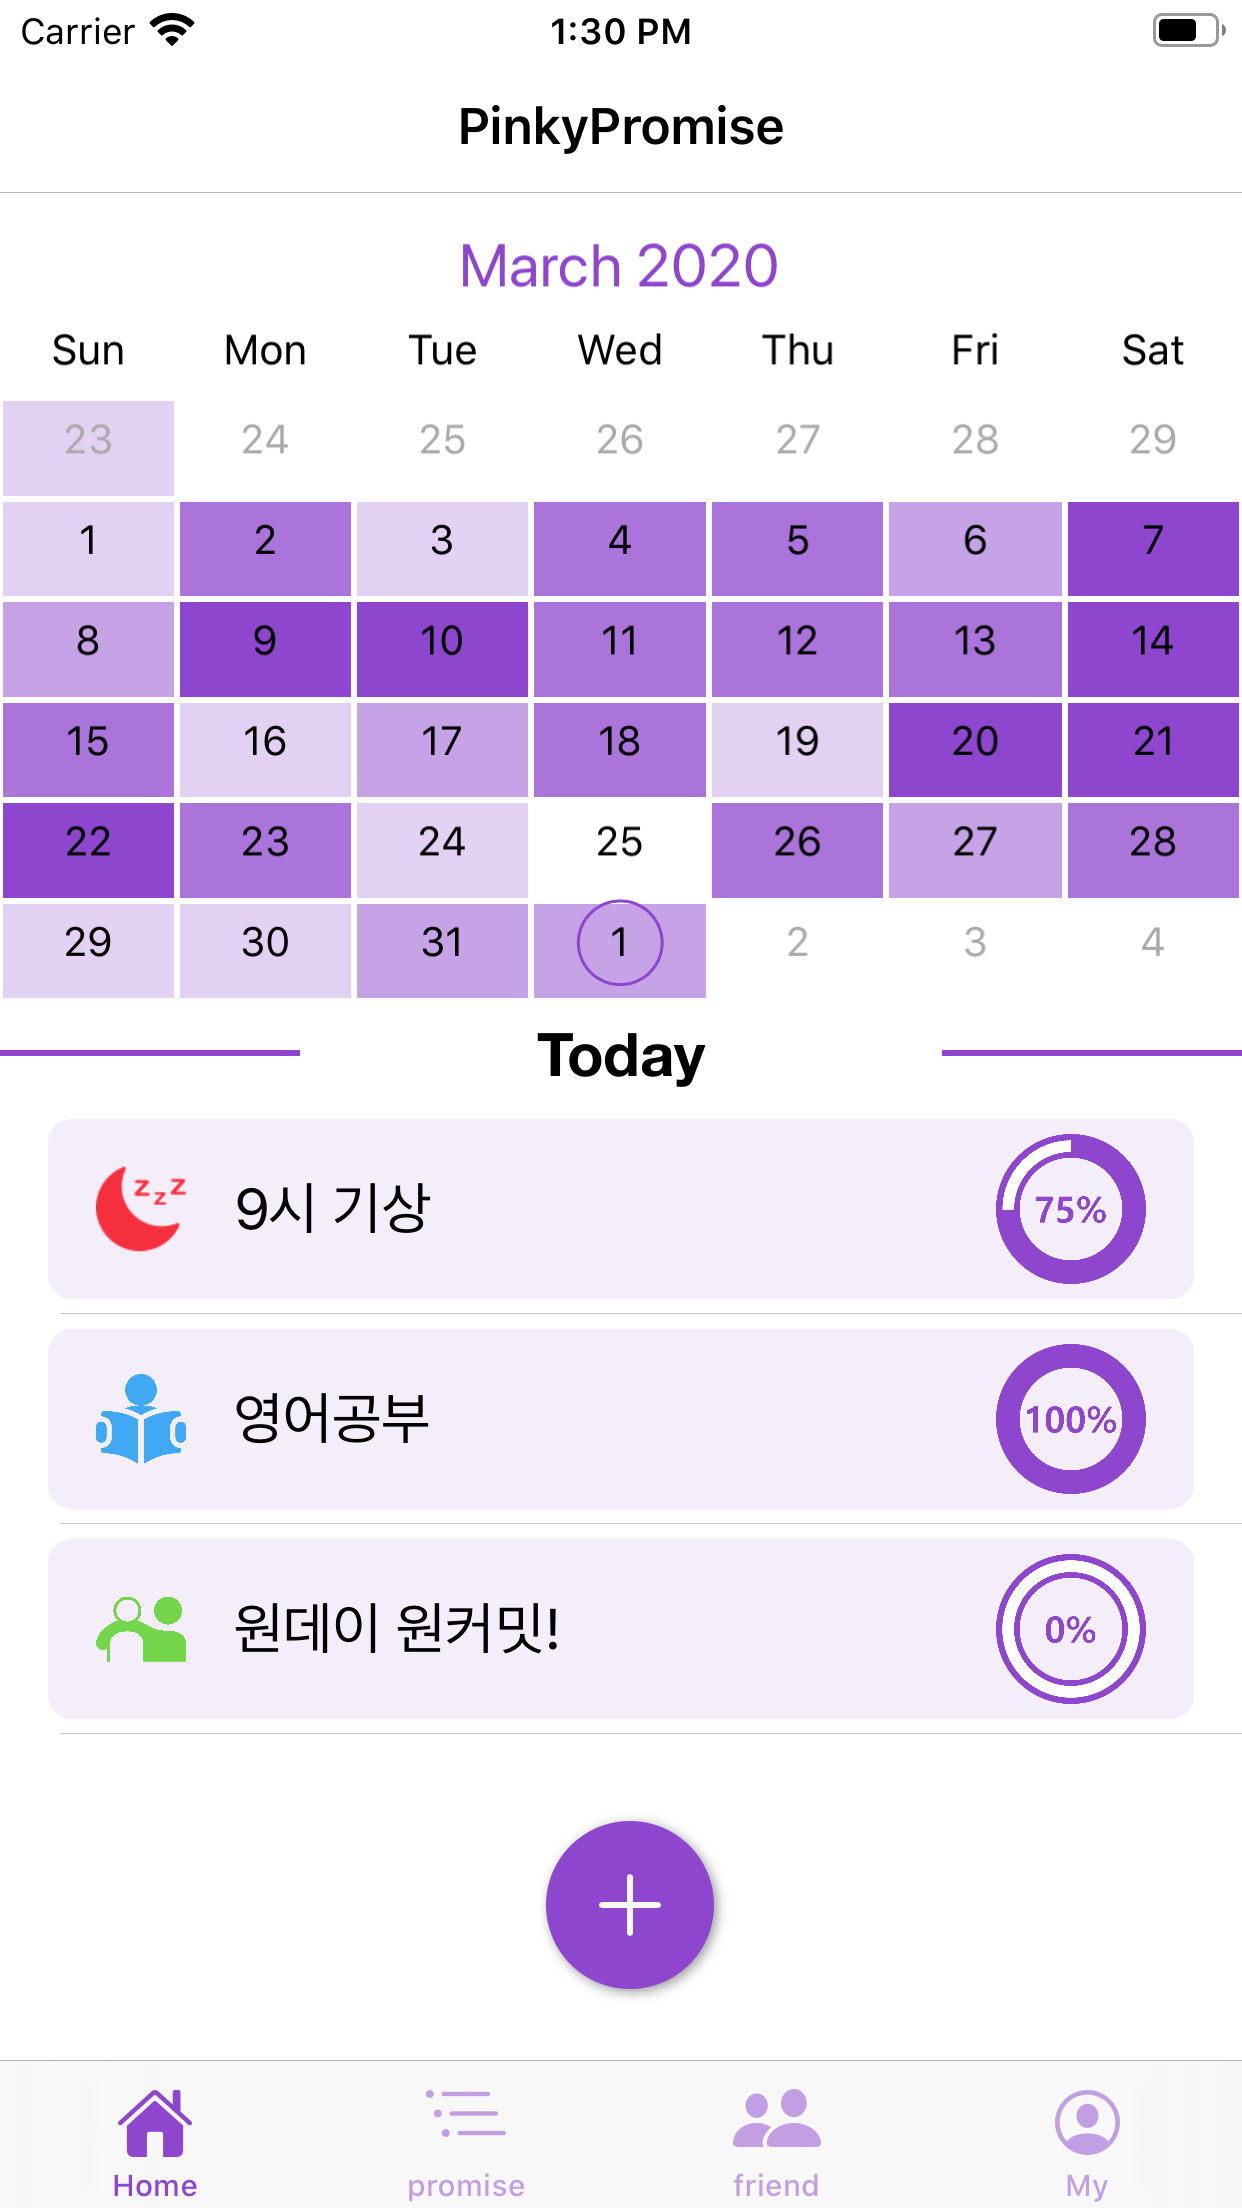 Carrier 1:30 PM
PinkyPromise
March 2020
Sun Mon Tue Wed Thu Fri Sat
23 24 25 26 27 28 29
1 2 3 4 5 6 7
8 9 10 11 12 13 14
15 16 17 18 19 20 21
22 23 24 25 26 27 28
29 30 31 1 2 3 4
Today
z z z 9시 기상 75%
영어공부 100%
원데이 원커밋! 0%
Home promise friend My